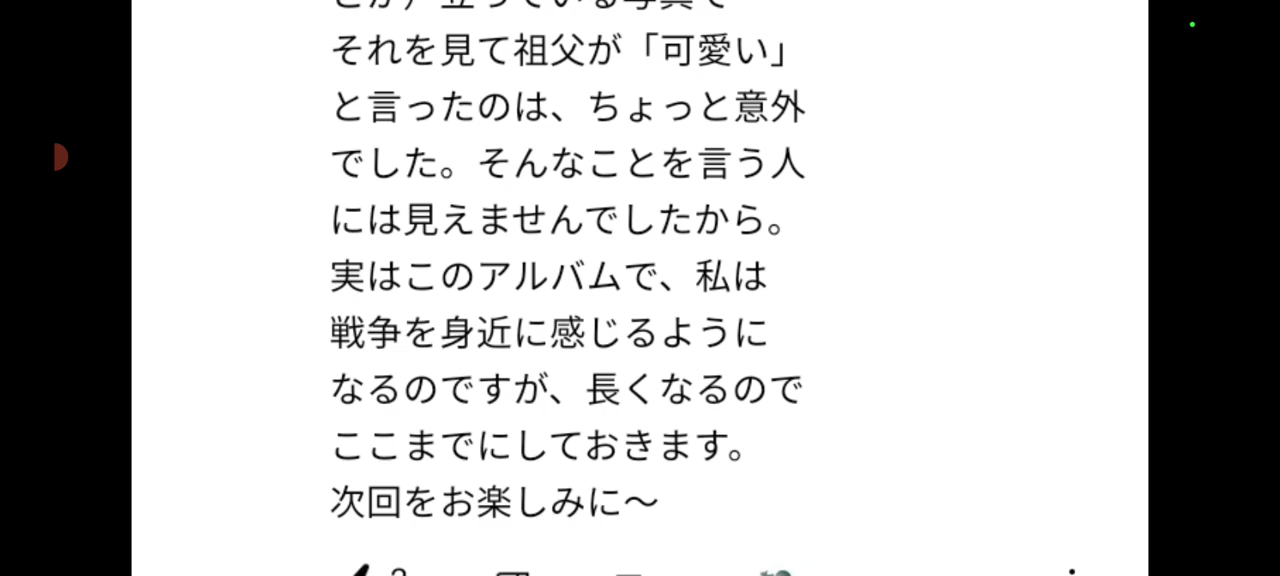 それを見て祖父が「可愛い」
と言ったのは、ちょっと意外
でした。そんなことを言う人
には見えませんでしたから。
実はこのアルバムで、私は
戦争を身近に感じるように
なるのですが、長くなるので
ここまでにしておきます。
次回をお楽しみに〜